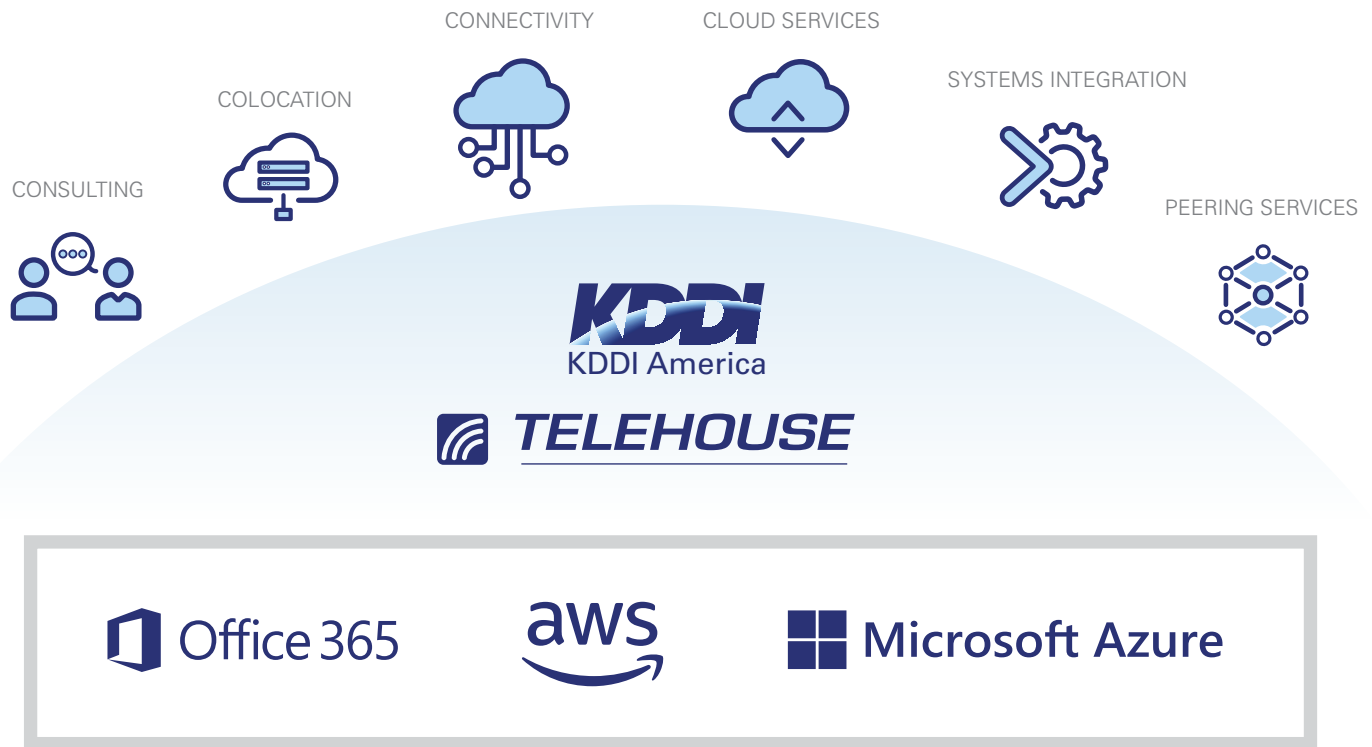 CONNECTIVITY
CLOUD SERVICES
SYSTEMS INTEGRATION
COLOCATION
CONSULTING
PEERING SERVICES
KDDI
KDDI America
TELEHOUSE
Office 365
aws
Microsoft Azure